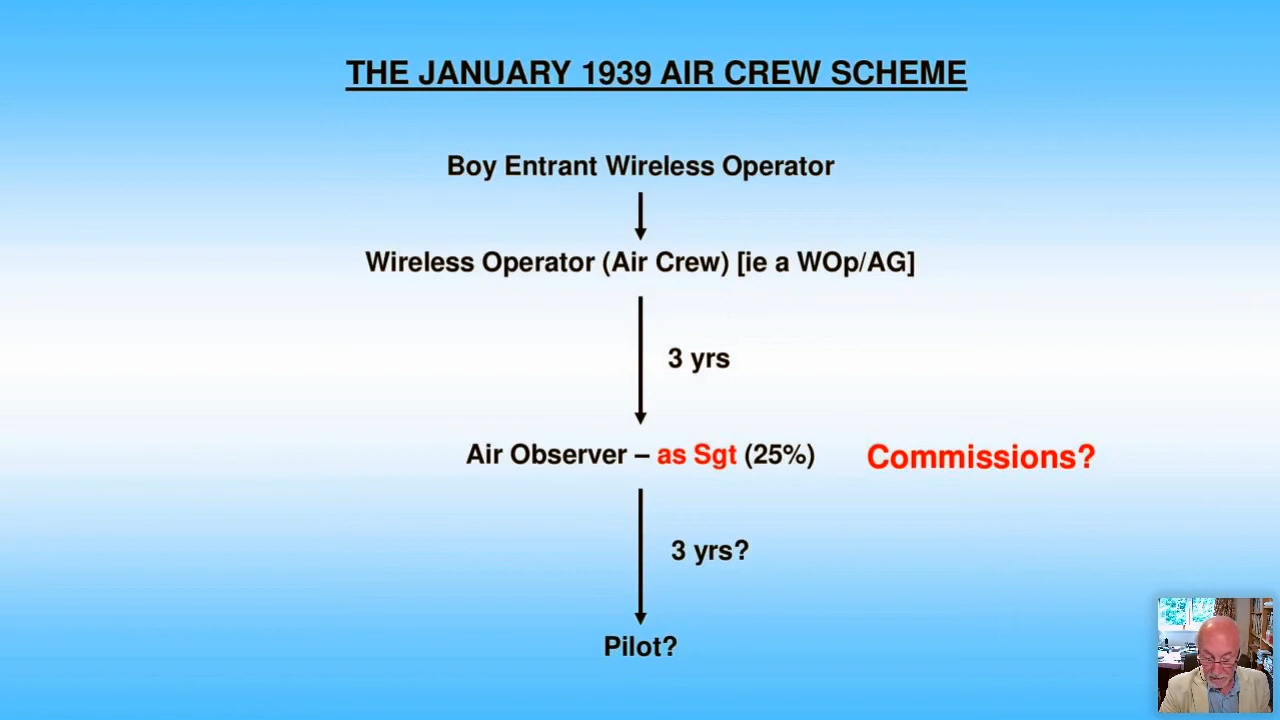 THE JANUARY 1939 AIR CREW SCHEME
Boy Entrant Wireless Operator
Wireless Operator (Air Crew) [ie a WOp/AG]
3 yrs
Air Observer – as Sgt (25%) Commissions?
3 yrs?
Pilot?